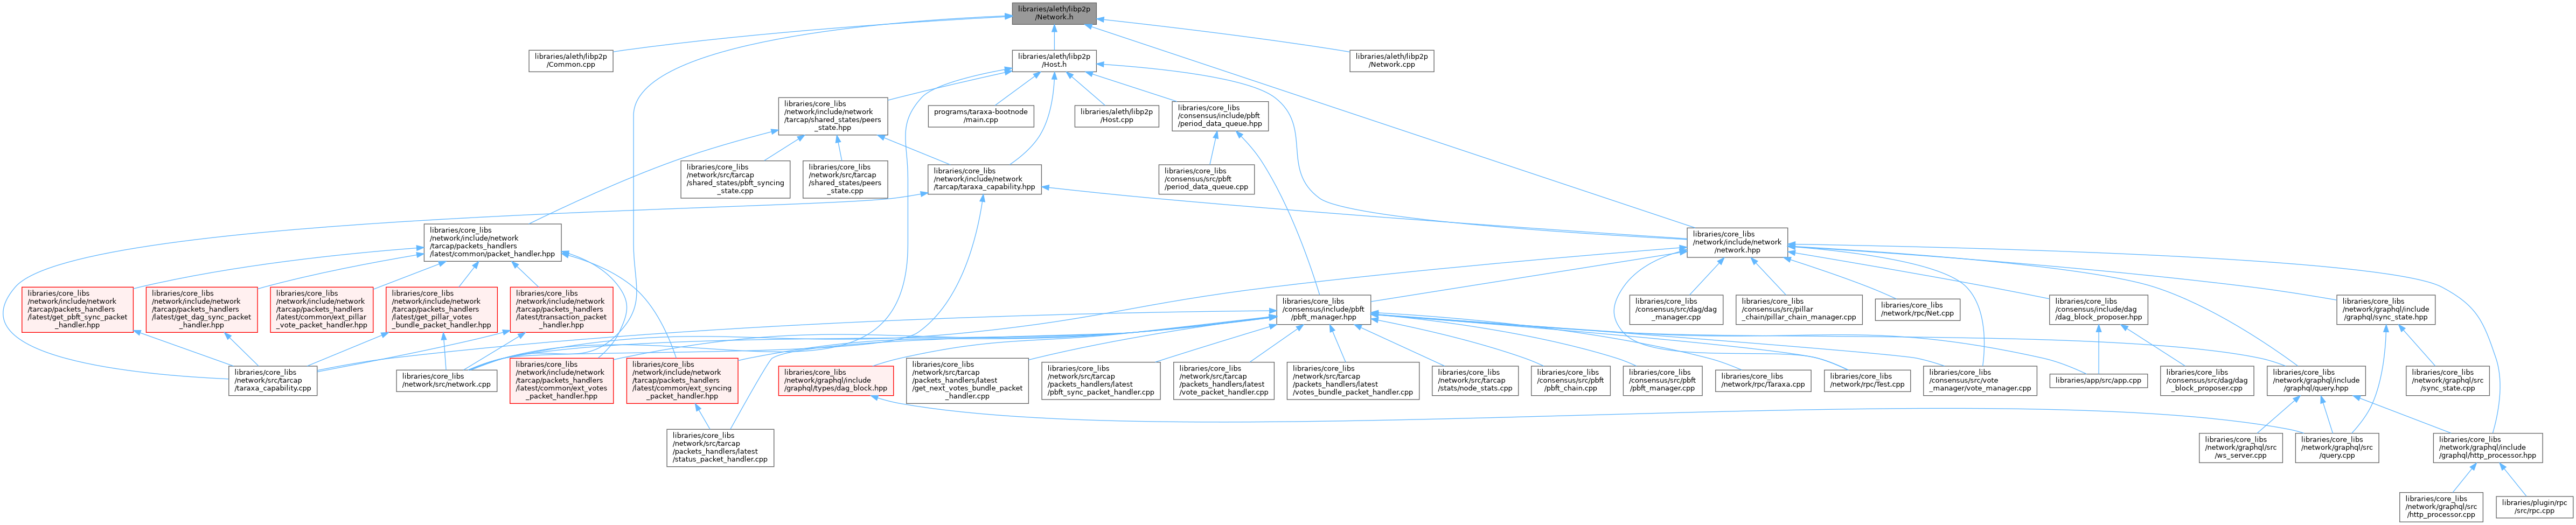 libraries/aleth/libp2p
/Network.h
libraries/aleth/libp2p
/Common.cpp
libraries/aleth/libp2p
/Host.h
libraries/aleth/libp2p
/Network.cpp
libraries/core_libs
/network/include/network
/tarcap/shared_states/peers
_state.hpp
programs/taraxa-bootnode
/main.cpp
libraries/aleth/libp2p
/Host.cpp
libraries/core_libs
/consensus/include/pbft
/period_data_queue.hpp
libraries/core_libs
/network/src/tarcap
/shared_states/pbft_syncing
_state.cpp
libraries/core_libs
/network/src/tarcap
/shared_states/peers
_state.cpp
libraries/core_libs
/network/include/network
/tarcap/taraxa_capability.hpp
libraries/core_libs
/consensus/src/pbft
/period_data_queue.cpp
libraries/core_libs
/network/include/network
/tarcap/packets_handlers
/latest/common/packet_handler.hpp
libraries/core_libs
/network/include/network
/network.hpp
libraries/core_libs
/network/include/network
/tarcap/packets_handlers
/latest/get_pbft_sync_packet
_handler.hpp
libraries/core_libs
/network/include/network
/tarcap/packets_handlers
/latest/get_dag_sync_packet
_handler.hpp
libraries/core_libs
/network/include/network
/tarcap/packets_handlers
/latest/common/ext_pillar
_vote_packet_handler.hpp
libraries/core_libs
/network/include/network
/tarcap/packets_handlers
/latest/get_pillar_votes
_bundle_packet_handler.hpp
libraries/core_libs
/network/include/network
/tarcap/packets_handlers
/latest/transaction_packet
_handler.hpp
libraries/core_libs
/consensus/include/pbft
/pbft_manager.hpp
libraries/core_libs
/consensus/src/dag/dag
_manager.cpp
libraries/core_libs
/consensus/src/pillar
_chain/pillar_chain_manager.cpp
libraries/core_libs
/network/rpc/Net.cpp
libraries/core_libs
/consensus/include/dag
/dag_block_proposer.hpp
libraries/core_libs
/network/graphql/include
/graphql/sync_state.hpp
libraries/core_libs
/network/src/tarcap
/taraxa_capability.cpp
libraries/core_libs
/network/src/network.cpp
libraries/core_libs
/network/include/network
/tarcap/packets_handlers
/latest/common/ext_votes
_packet_handler.hpp
libraries/core_libs
/network/include/network
/tarcap/packets_handlers
/latest/common/ext_syncing
_packet_handler.hpp
libraries/core_libs
/network/graphql/include
/graphql/types/dag_block.hpp
libraries/core_libs
/network/src/tarcap
/packets_handlers/latest
/get_next_votes_bundle_packet
_handler.cpp
libraries/core_libs
/network/src/tarcap
/packets_handlers/latest
/pbft_sync_packet_handler.cpp
libraries/core_libs
/network/src/tarcap
/packets_handlers/latest
/vote_packet_handler.cpp
libraries/core_libs
/network/src/tarcap
/packets_handlers/latest
/votes_bundle_packet_handler.cpp
libraries/core_libs
/network/src/tarcap
/stats/node_stats.cpp
libraries/core_libs
/consensus/src/pbft
/pbft_chain.cpp
libraries/core_libs
/consensus/src/pbft
/pbft_manager.cpp
libraries/core_libs
/network/rpc/Taraxa.cpp
libraries/core_libs
/network/rpc/Test.cpp
libraries/core_libs
/consensus/src/vote
_manager/vote_manager.cpp
libraries/app/src/app.cpp
libraries/core_libs
/consensus/src/dag/dag
_block_proposer.cpp
libraries/core_libs
/network/graphql/include
/graphql/query.hpp
libraries/core_libs
/network/graphql/src
/sync_state.cpp
libraries/core_libs
/network/src/tarcap
/packets_handlers/latest
/status_packet_handler.cpp
libraries/core_libs
/network/graphql/src
/ws_server.cpp
libraries/core_libs
/network/graphql/src
/query.cpp
libraries/core_libs
/network/graphql/include
/graphql/http_processor.hpp
libraries/core_libs
/network/graphql/src
/http_processor.cpp
libraries/plugin/rpc
/src/rpc.cpp